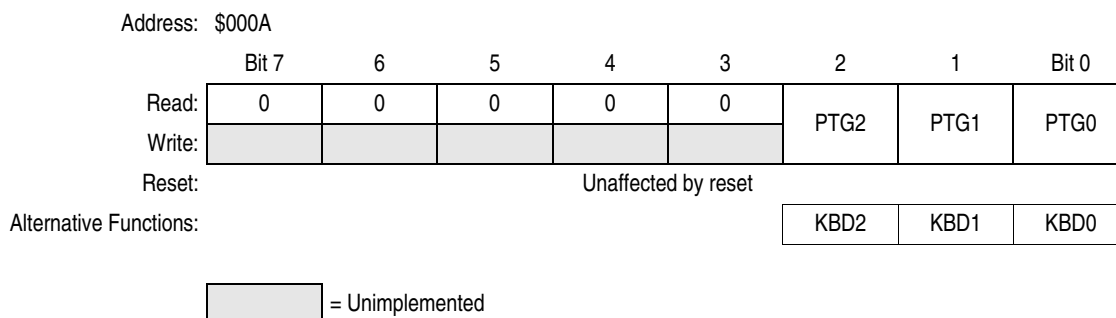 Address: $000A
Bit 7 6 5 4 3 2 1 Bit 0
Read: 0 0 0 0 0 PTG2 PTG1 PTG0
Write:
Reset: Unaffected by reset
Alternative Functions: KBD2 KBD1 KBD0
= Unimplemented